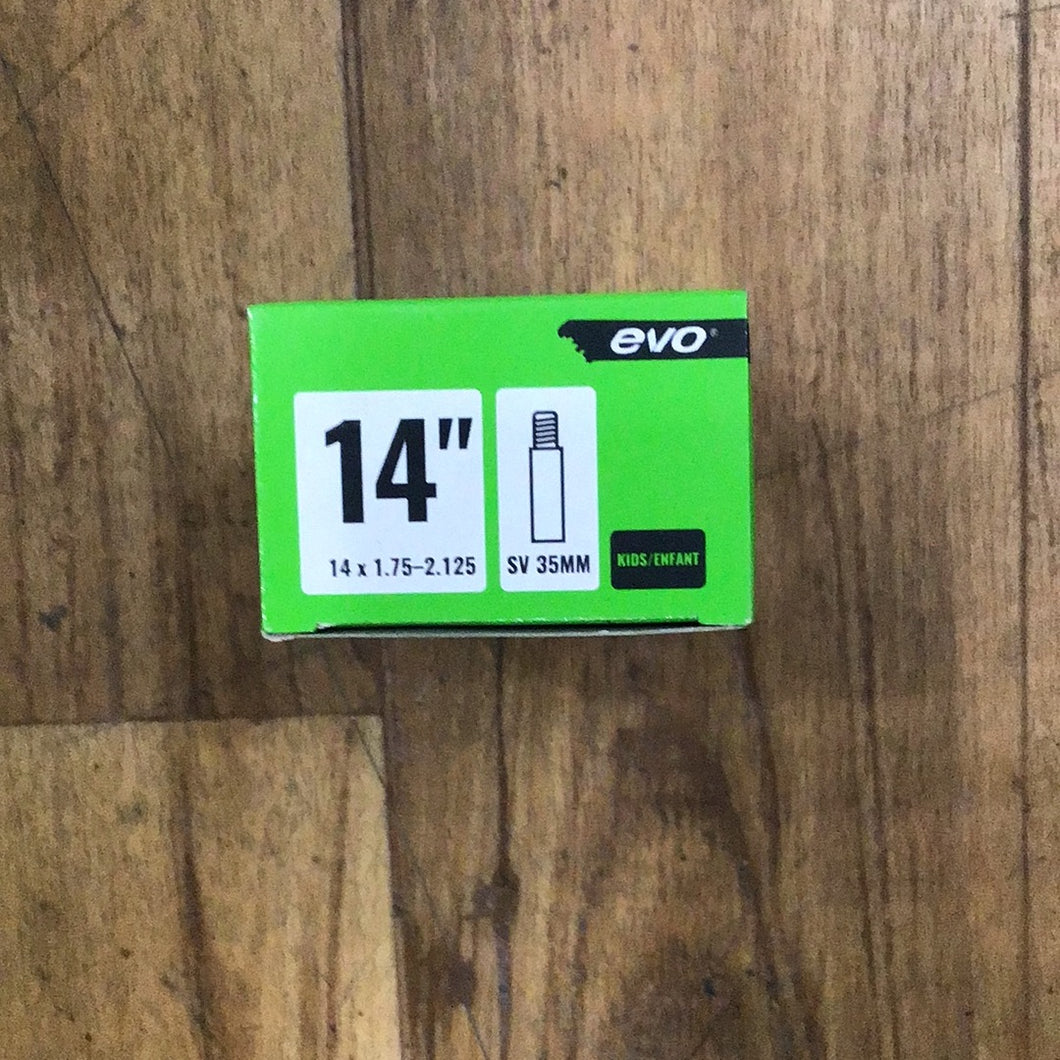 evo®
14"
14 x 1.75–2.125
SV 35MM
KIDS/ENFANT